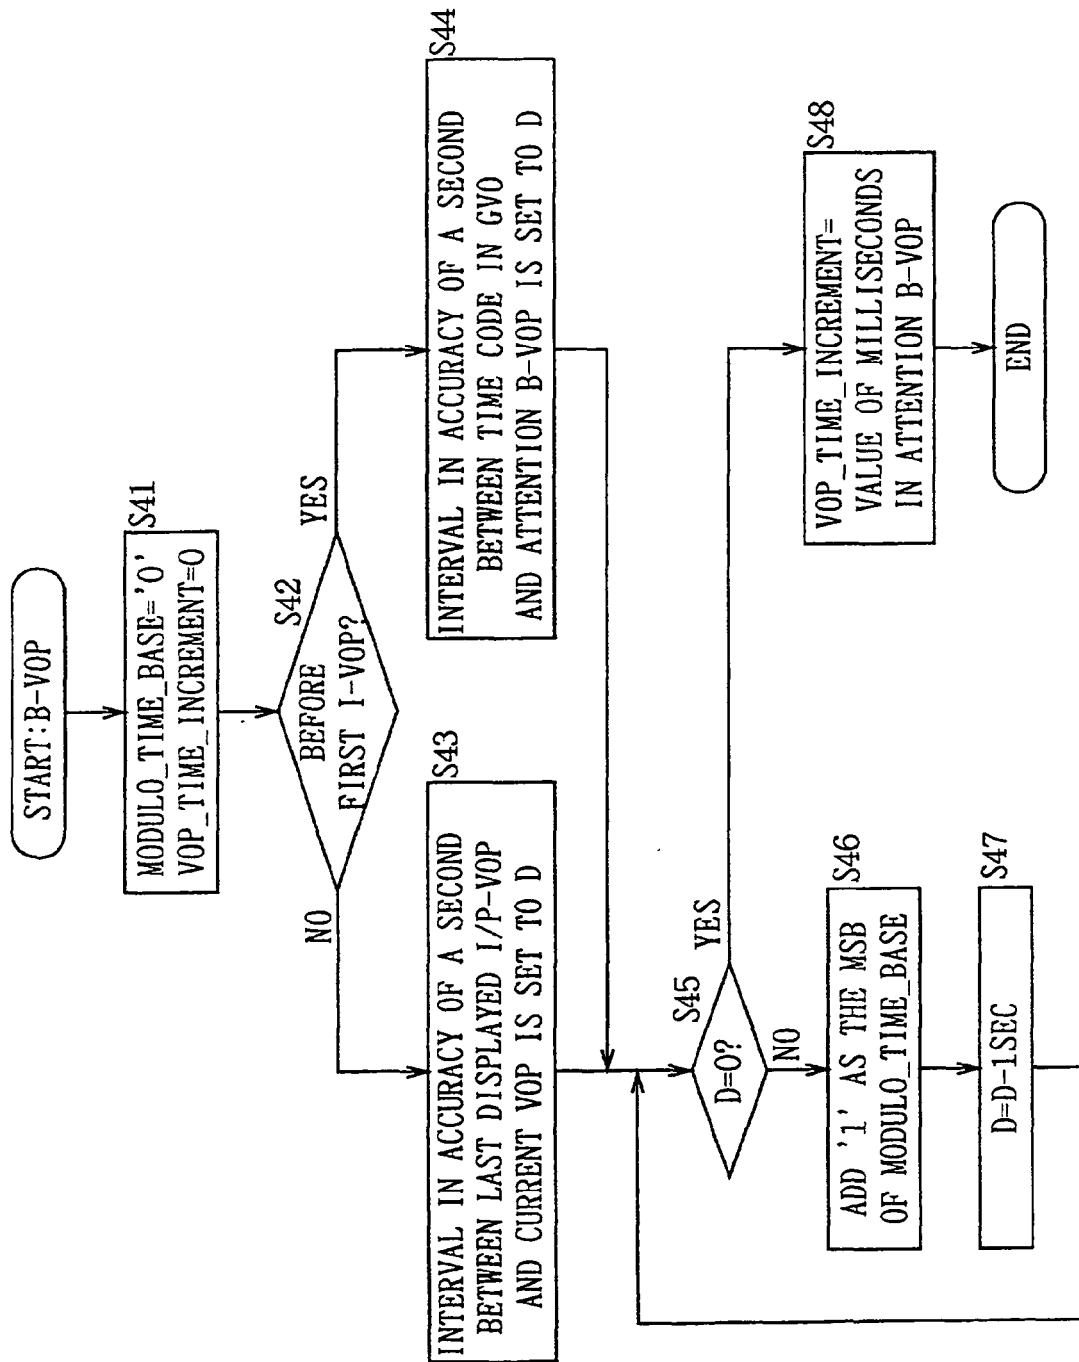 START:B-VOP
S41
MODULO_TIME_BASE='0'
VOP_TIME_INCREMENT=0
S42
BEFORE
FIRST I-VOP?
NO
YES
S43
INTERVAL IN ACCURACY OF A SECOND
BETWEEN LAST DISPLAYED I/P-VOP
AND CURRENT VOP IS SET TO D
S44
INTERVAL IN ACCURACY OF A SECOND
BETWEEN TIME CODE IN GVO
AND ATTENTION B-VOP IS SET TO D
S45
D=0?
YES
NO
S46
ADD '1' AS THE MSB
OF MODULO_TIME_BASE
S47
D=D-1SEC
S48
VOP_TIME_INCREMENT=
VALUE OF MILLISECONDS
IN ATTENTION B-VOP
END